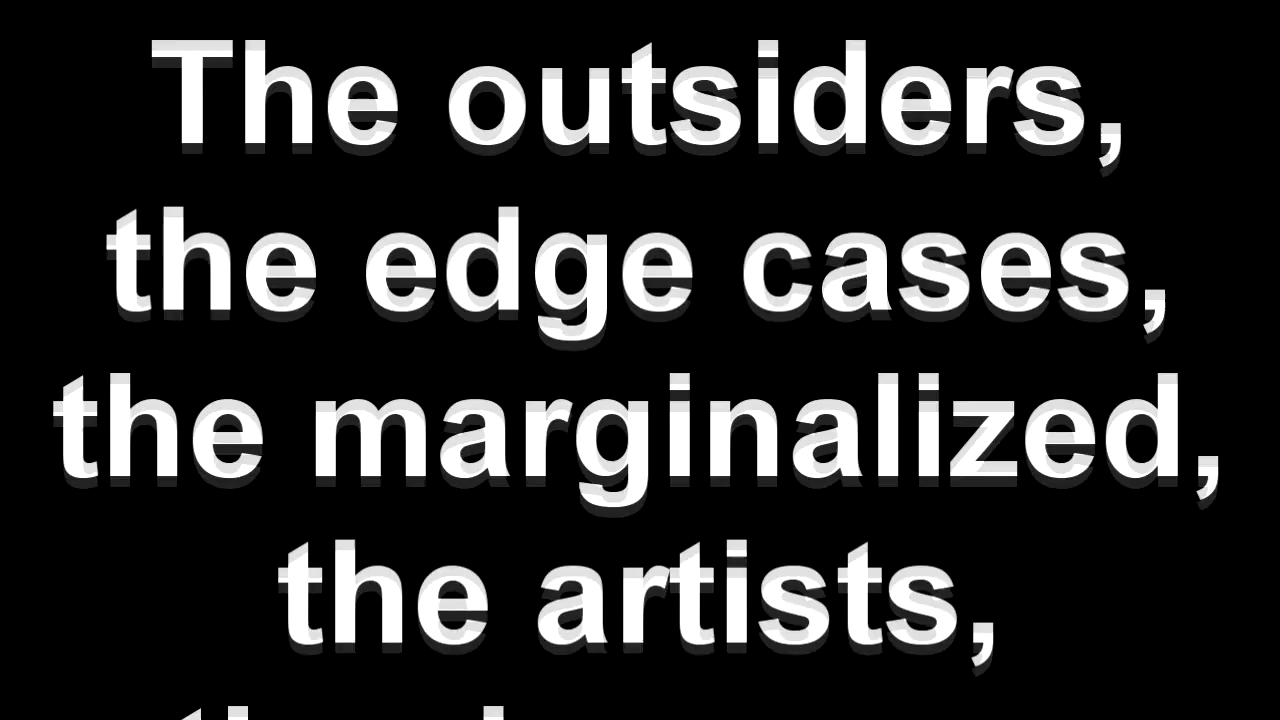 The outsiders,
the edge cases,
the marginalized,
the artists,